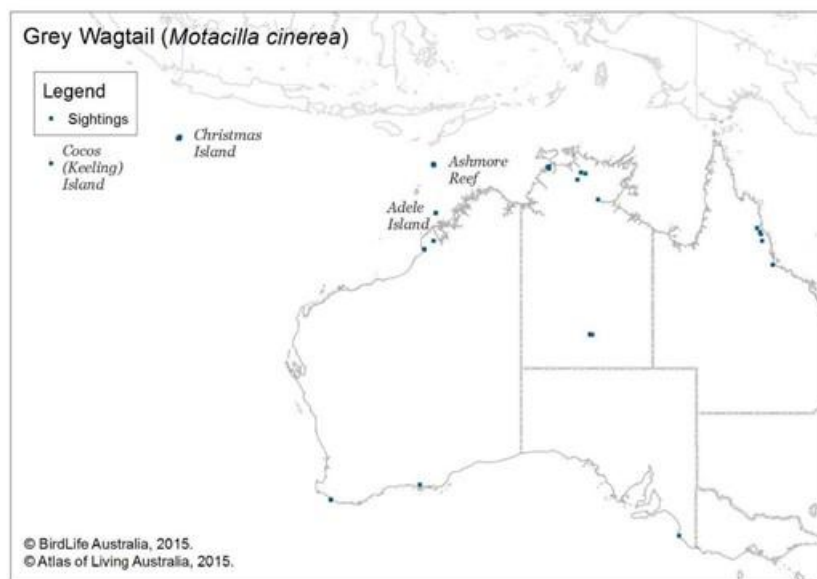 Grey Wagtail (Motacilla cinerea)
Legend
Sightings
Cocos
(Keeling)
Island
Christmas
Island
Ashmore
Reef
Adele
Island
© BirdLife Australia, 2015.
© Atlas of Living Australia, 2015.